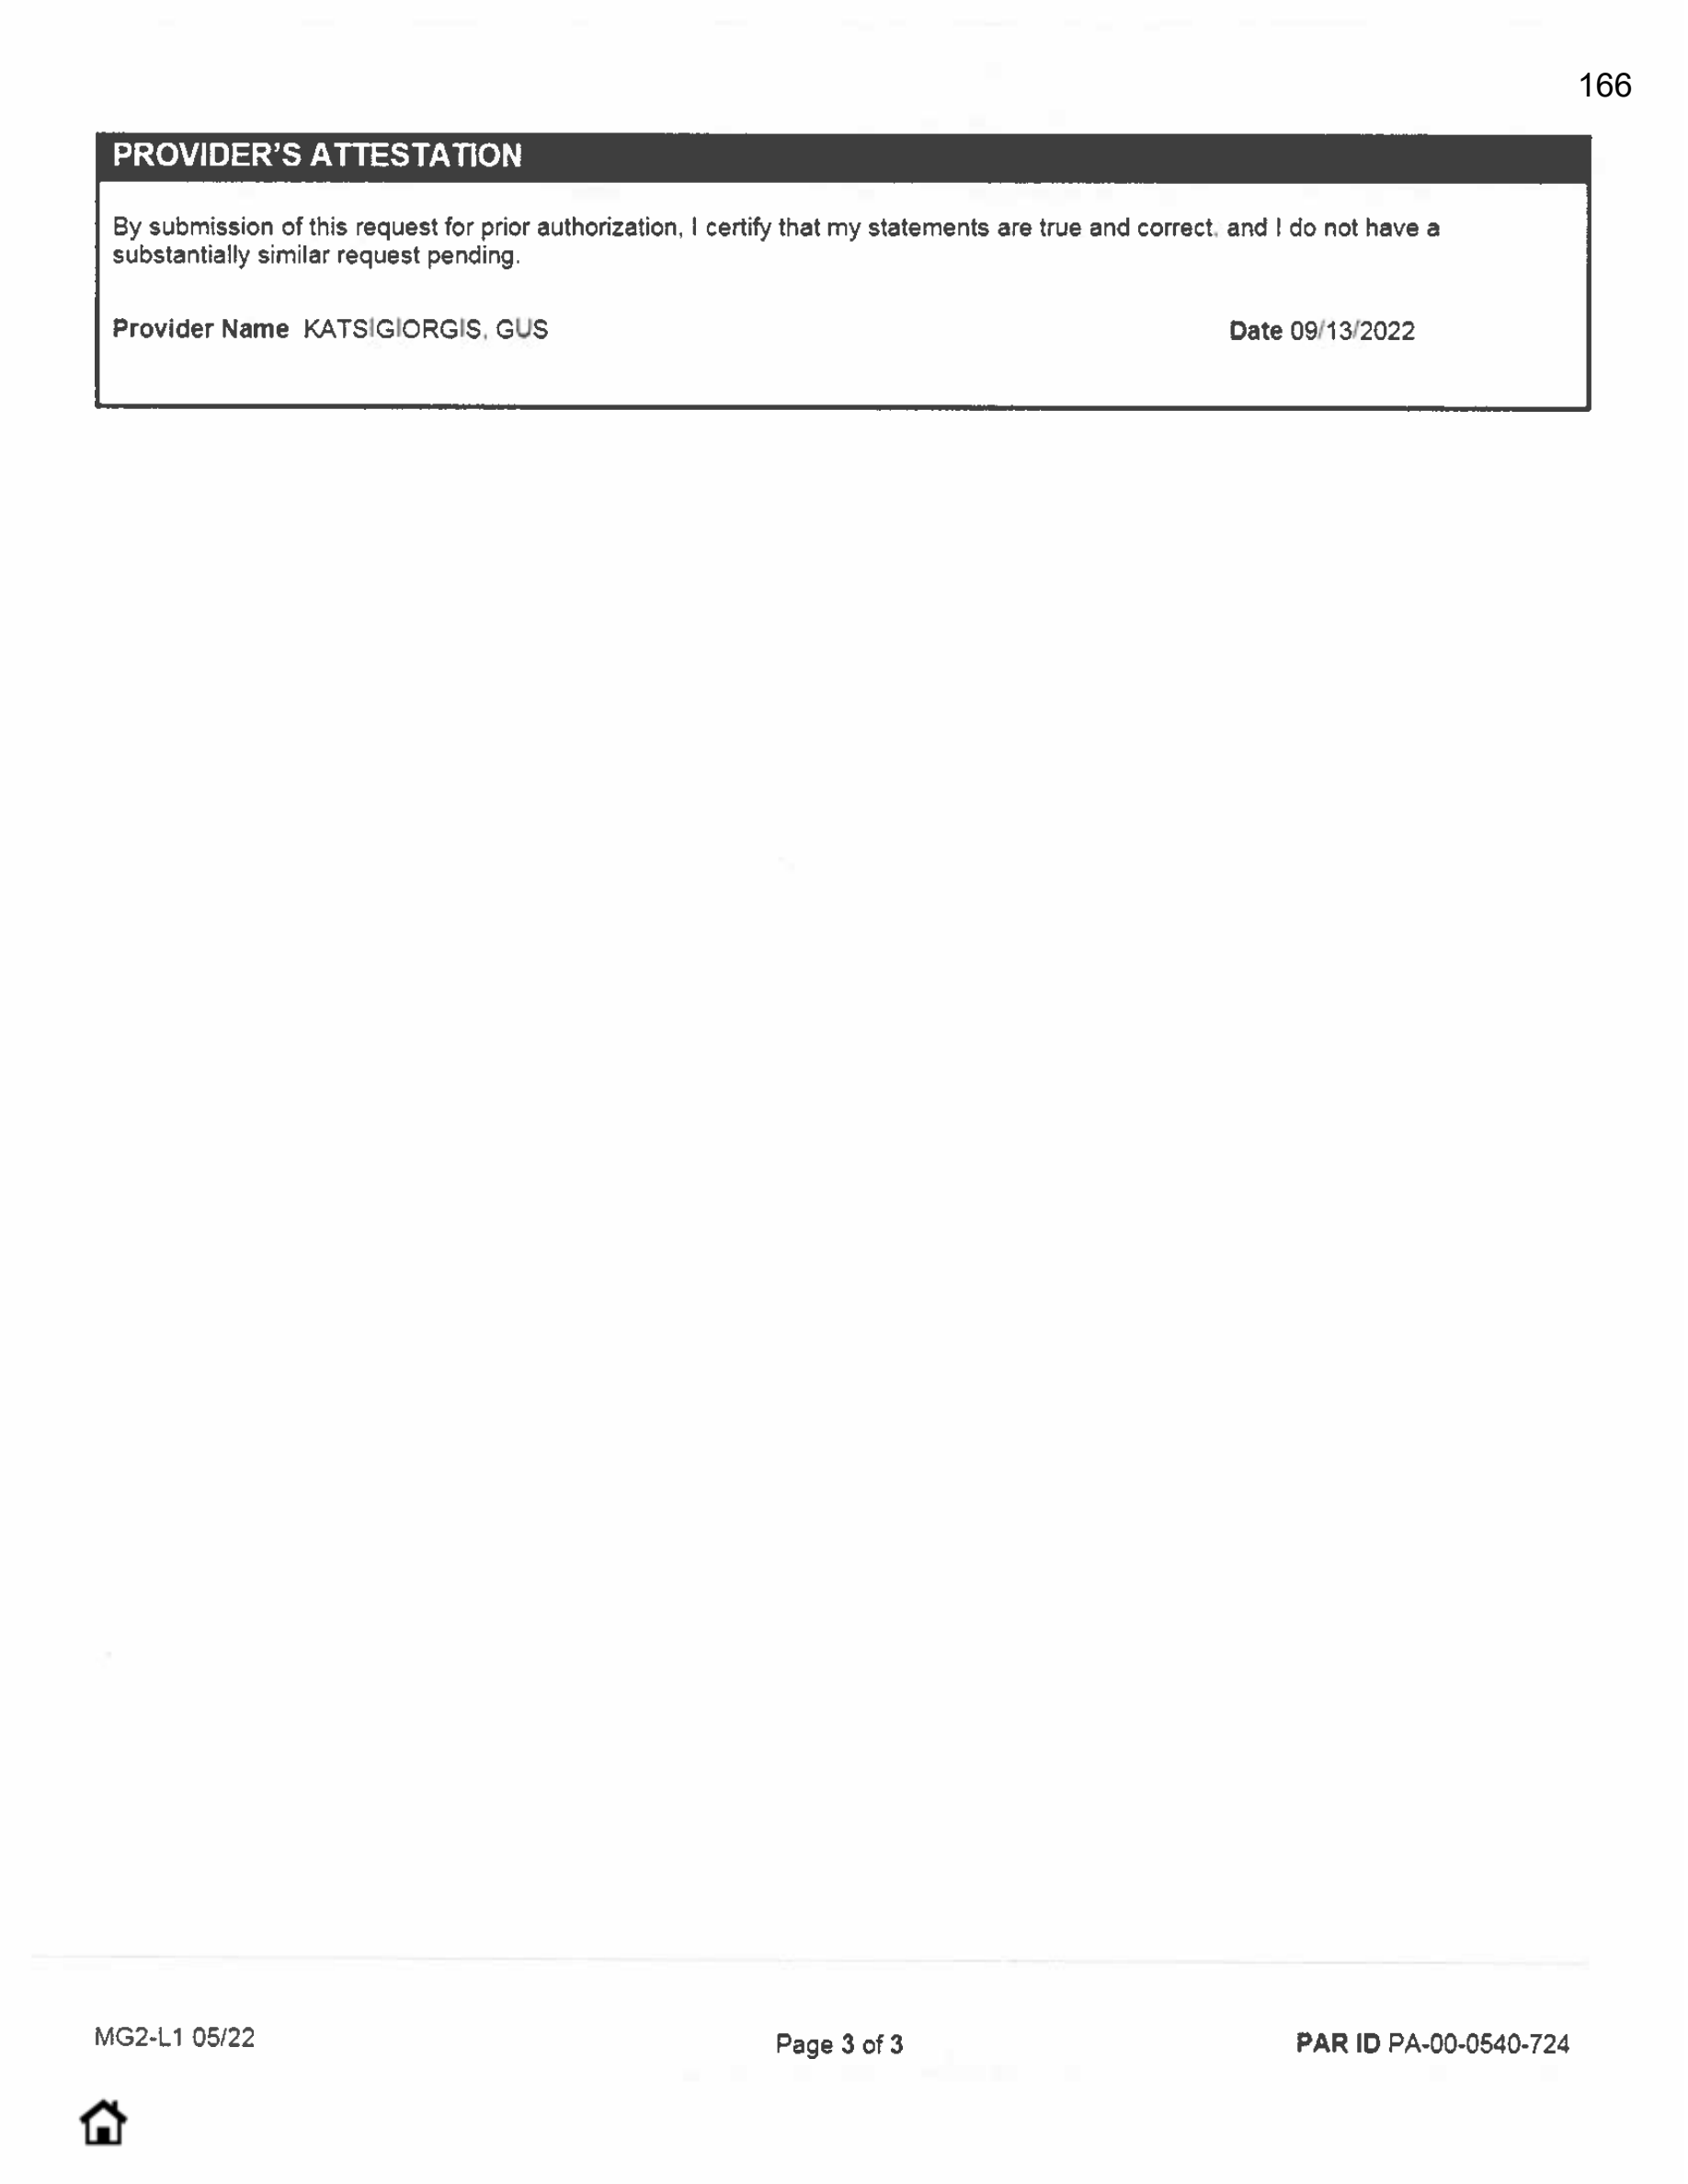 166
PROVIDER'S ATTESTATION
By submission of this request for prior authorization, I certify that my statements are true and correct, and I do not have a
substantially similar request pending.
Provider Name KATSIGIORGIS, GUS Date 09/13/2022
MG2-L1 05/22 Page 3 of 3 PAR ID PA-00-0540-724